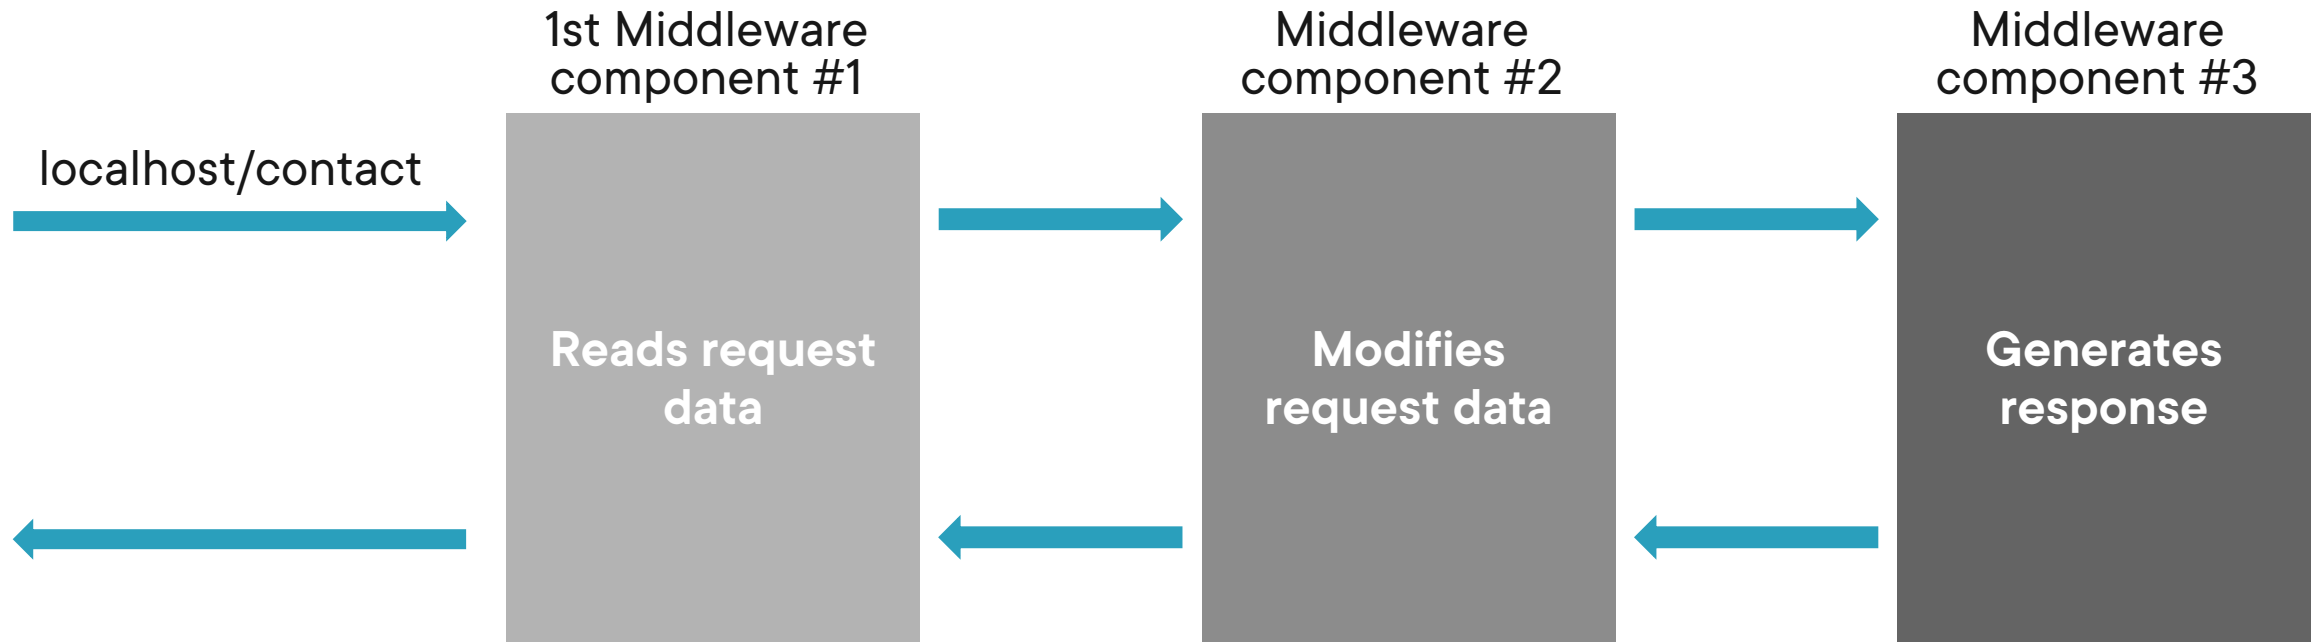 1st Middleware
component #1
Middleware
component #2
Middleware
component #3
localhost/contact
Reads request
data
Modifies
request data
Generates
response